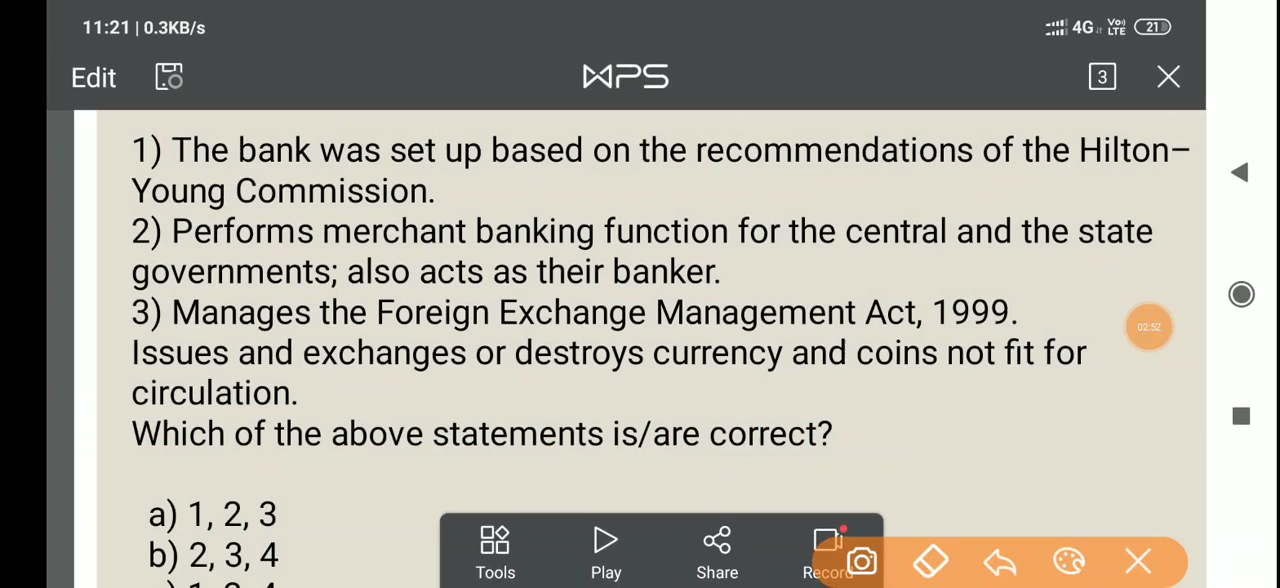 11:21 | 0.3KB/s
4G VoI) LTE 21
Edit WPS 3
1) The bank was set up based on the recommendations of the Hilton–
Young Commission.
2) Performs merchant banking function for the central and the state
governments; also acts as their banker.
3) Manages the Foreign Exchange Management Act, 1999.
02:52
Issues and exchanges or destroys currency and coins not fit for
circulation.
Which of the above statements is/are correct?
a) 1, 2, 3
b) 2, 3, 4
Tools Play Share Record